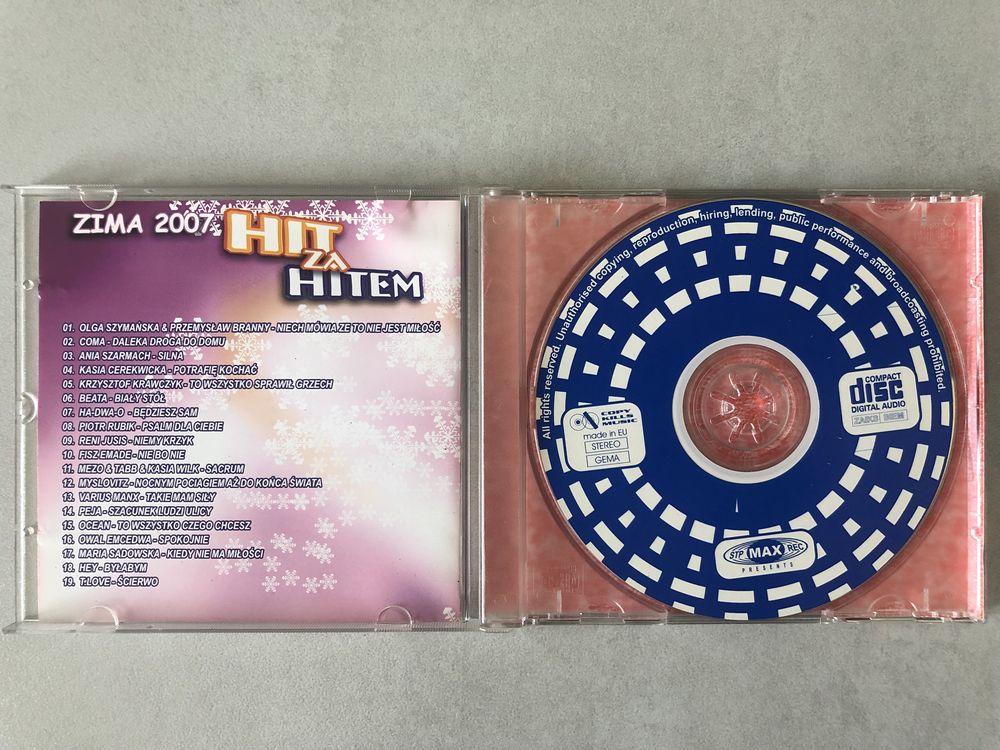 ZIMA 2007
HIT
ZA
HITEM
01. OLGA SZYMAŃSKA & PRZEMYSŁAW BRANNY - NIECH MÓWIA ZE TO NIE JEST MIŁOŚĆ
02. COMA - DALEKA DROGA DO DOMU
03. ANIA SZARMACH - SILNA
04. KASIA CEREKWICKA - POTRAFIĘ KOCHAĆ
05. KRZYSZTOF KRAWCZYK - TO WSZYSTKO SPRAWIŁ GRZECH
06. BEATA - BIAŁY STÓŁ
07. HA-DWA-O - BĘDZIESZ SAM
08. PIOTR RUBIK - PSALM DLA CIEBIE
09. RENI JUSIS - NIEMY KRZYK
10. FISZ EMADE - NIE BO NIE
11. MEZO & TABB & KASIA WILK - SACRUM
12. MYSLOVITZ - NOCNYM POCIAGIEM AŻ DO KOŃCA ŚWIATA
13. VARIUS MANX - TAKIE MAM SIŁY
14. PEJA - SZACUNEK LUDZI ULICY
15. OCEAN - TO WSZYSTKO CZEGO CHCESZ
16. OWAL EMCEDWA - SPOKOJNIE
17. MARIA SADOWSKA - KIEDY NIE MA MIŁOŚCI
18. HEY - BYŁABYM
19. T.LOVE - ŚCIERWO
All rights reserved. Unauthorised copying, reproduction, hiring, lending, public performance and broadcasting prohibited.
COPY
KILLS
MUSIC
made in EU
STEREO
GEMA
COMPACT
disc
DIGITAL AUDIO
ZAIKS BIEM
STP MAX REC
PRESENTS